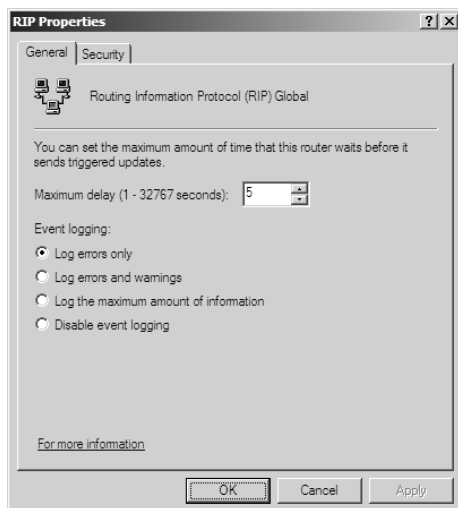 RIP Properties
General
Security
Routing Information Protocol (RIP) Global
You can set the maximum amount of time that this router waits before it
sends triggered updates.
Maximum delay (1 - 32767 seconds): 5
Event logging:
Log errors only
Log errors and warnings
Log the maximum amount of information
Disable event logging
For more information
OK
Cancel
Apply